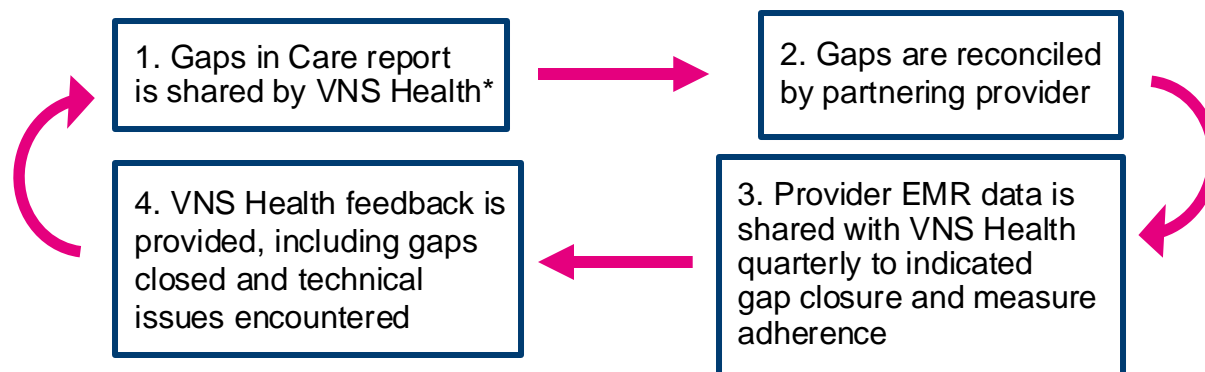 1. Gaps in Care report
is shared by VNS Health*
2. Gaps are reconciled
by partnering provider
3. Provider EMR data is
shared with VNS Health
quarterly to indicated
gap closure and measure
adherence
4. VNS Health feedback is
provided, including gaps
closed and technical
issues encountered